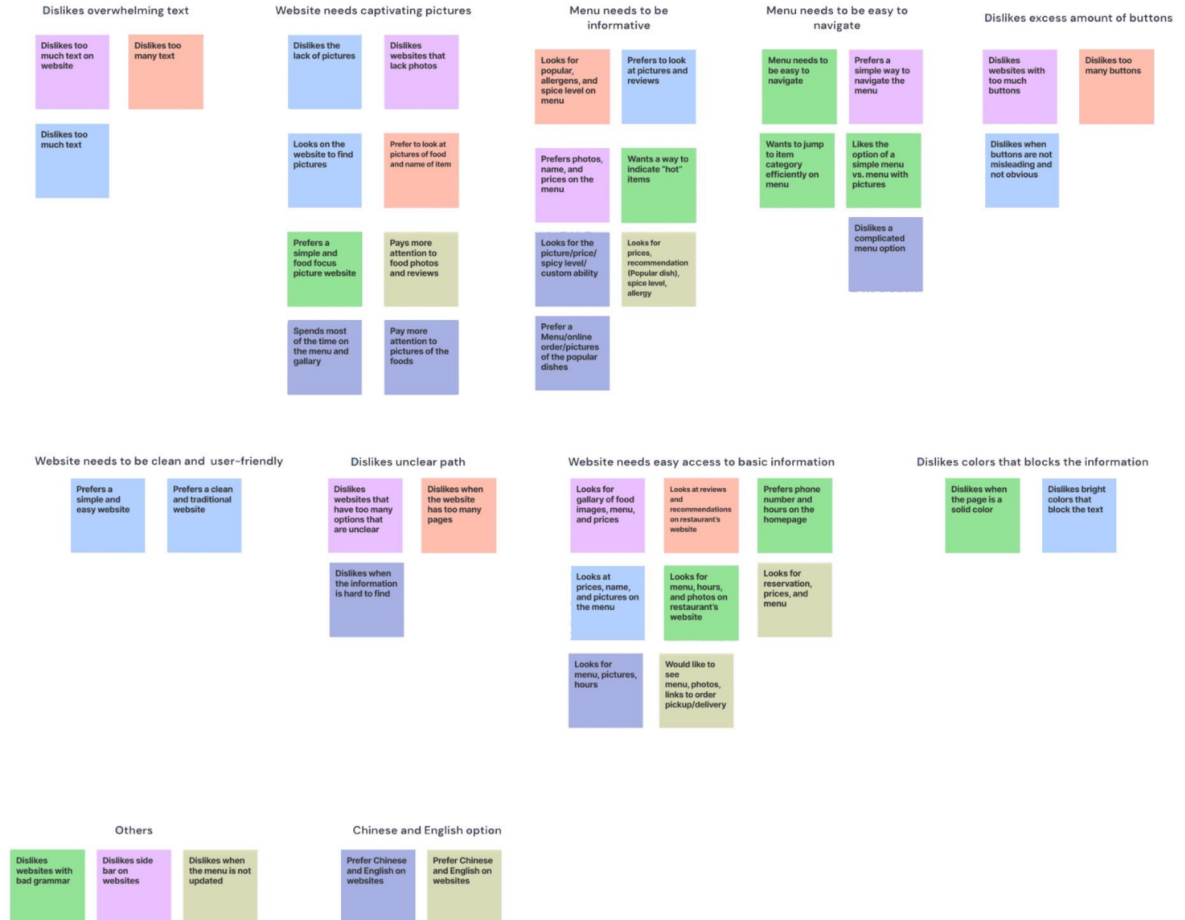 Dislikes overwhelming text
Dislikes too
much text on
website
Dislikes too
many text
Dislikes too
much text
Website needs captivating pictures
Dislikes the
lack of pictures
Dislikes
websites that
lack photos
Looks on the
website to find
pictures
Prefer to look at
pictures of food
and name of item
Prefers a
simple and
food focus
picture website
Pays more
attention to
food photos
and reviews
Spends most
of the time on
the menu and
gallary
Pay more
attention to
pictures of the
foods
Menu needs to be
informative
Looks for
popular,
allergens, and
spice level on
menu
Prefers to look
at pictures and
reviews
Prefers photos,
name, and
prices on the
menu
Wants a way to
indicate "hot"
items
Looks for the
picture/price/
spicy level/
custom ability
Looks for
prices,
recommendation
(Popular dish),
spice level,
allergy
Prefer a
Menu/online
order/pictures
of the popular
dishes
Menu needs to be easy to
navigate
Menu needs to
be easy to
navigate
Prefers a
simple way to
navigate the
menu
Wants to jump
to item
category
efficiently on
menu
Likes the
option of a
simple menu
vs. menu with
pictures
Dislikes a
complicated
menu option
Dislikes excess amount of buttons
Dislikes
websites with
too much
buttons
Dislikes too
many buttons
Dislikes when
buttons are not
misleading and
not obvious
Website needs to be clean and user-friendly
Prefers a
simple and
easy website
Prefers a clean
and traditional
website
Dislikes unclear path
Dislikes
websites that
have too many
options that
are unclear
Dislikes when
the website
has too many
pages
Dislikes when
the information
is hard to find
Website needs easy access to basic information
Looks for
gallary of food
images, menu,
and prices
Looks at reviews
and
recommendations
on restaurant's
website
Prefers phone
number and
hours on the
homepage
Looks at
prices, name,
and pictures on
the menu
Looks for
menu, hours,
and photos on
restaurant's
website
Looks for
reservation,
prices, and
menu
Looks for
menu, pictures,
hours
Would like to
see
menu, photos,
links to order
pickup/delivery
Dislikes colors that blocks the information
Dislikes when
the page is a
solid color
Dislikes bright
colors that
block the text
Others
Dislikes
websites with
bad grammar
Dislikes side
bar on
websites
Dislikes when
the menu is not
updated
Chinese and English option
Prefer Chinese
and English on
websites
Prefer Chinese
and English on
websites